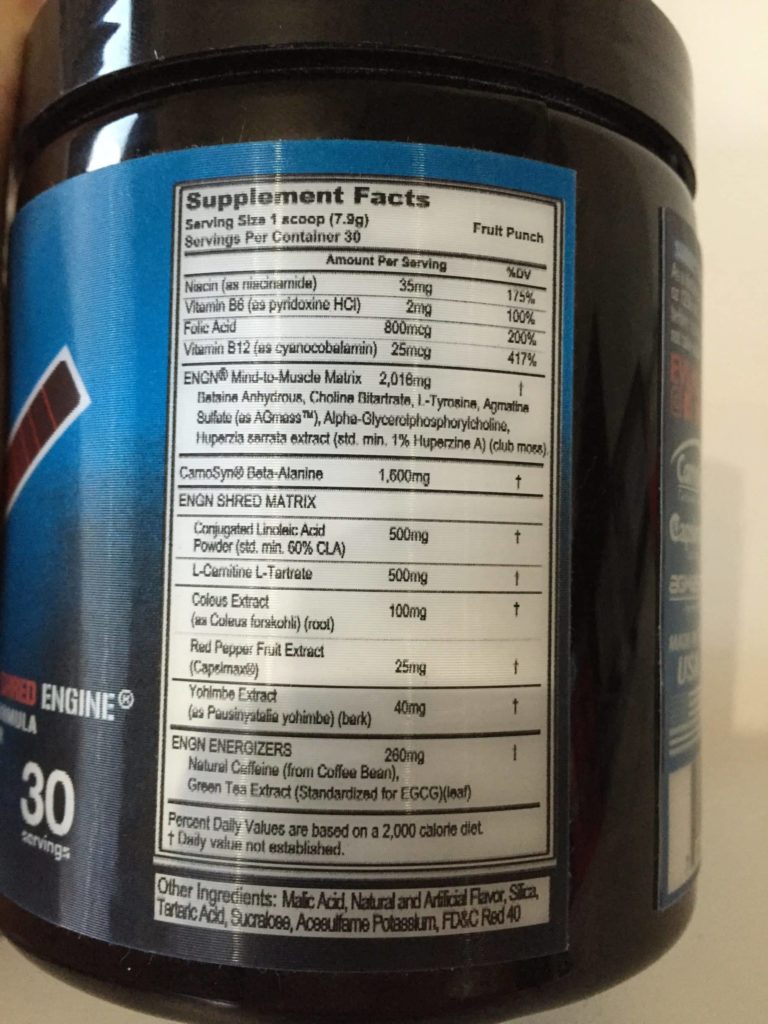 Supplement Facts
Serving Size 1 scoop (7.9g)
Servings Per Container 30
Fruit Punch
Amount Per Serving %DV
Niacin (as niacinamide) 35mg 175%
Vitamin B6 (as pyridoxine HCl) 2mg 100%
Folic Acid 800mcg 200%
Vitamin B12 (as cyanocobalamin) 25mcg 417%
ENGN® Mind-to-Muscle Matrix 2,016mg †
Betaine Anhydrous, Choline Bitartrate, L-Tyrosine, Agmatine
Sulfate (as AGmass™), Alpha-Glycerolphosphorylcholine,
Huperzia serrata extract (std. min. 1% Huperzine A) (club moss)
CarnoSyn® Beta-Alanine 1,600mg †
ENGN SHRED MATRIX
Conjugated Linoleic Acid
Powder (std. min. 60% CLA) 500mg †
L-Carnitine L-Tartrate 500mg †
Coleus Extract
(as Coleus forskohli) (root) 100mg †
Red Pepper Fruit Extract
(Capsimax®) 25mg †
Yohimbe Extract
(as Pausinystalia yohimbe) (bark) 40mg †
ENGN ENERGIZERS 260mg †
Natural Caffeine (from Coffee Bean),
Green Tea Extract (Standardized for EGCG)(leaf)
Percent Daily Values are based on a 2,000 calorie diet.
† Daily value not established.
Other Ingredients: Malic Acid, Natural and Artificial Flavor, Silica,
Tartaric Acid, Sucralose, Acesulfame Potassium, FD&C Red 40
SHRED ENGINE®
30
servings